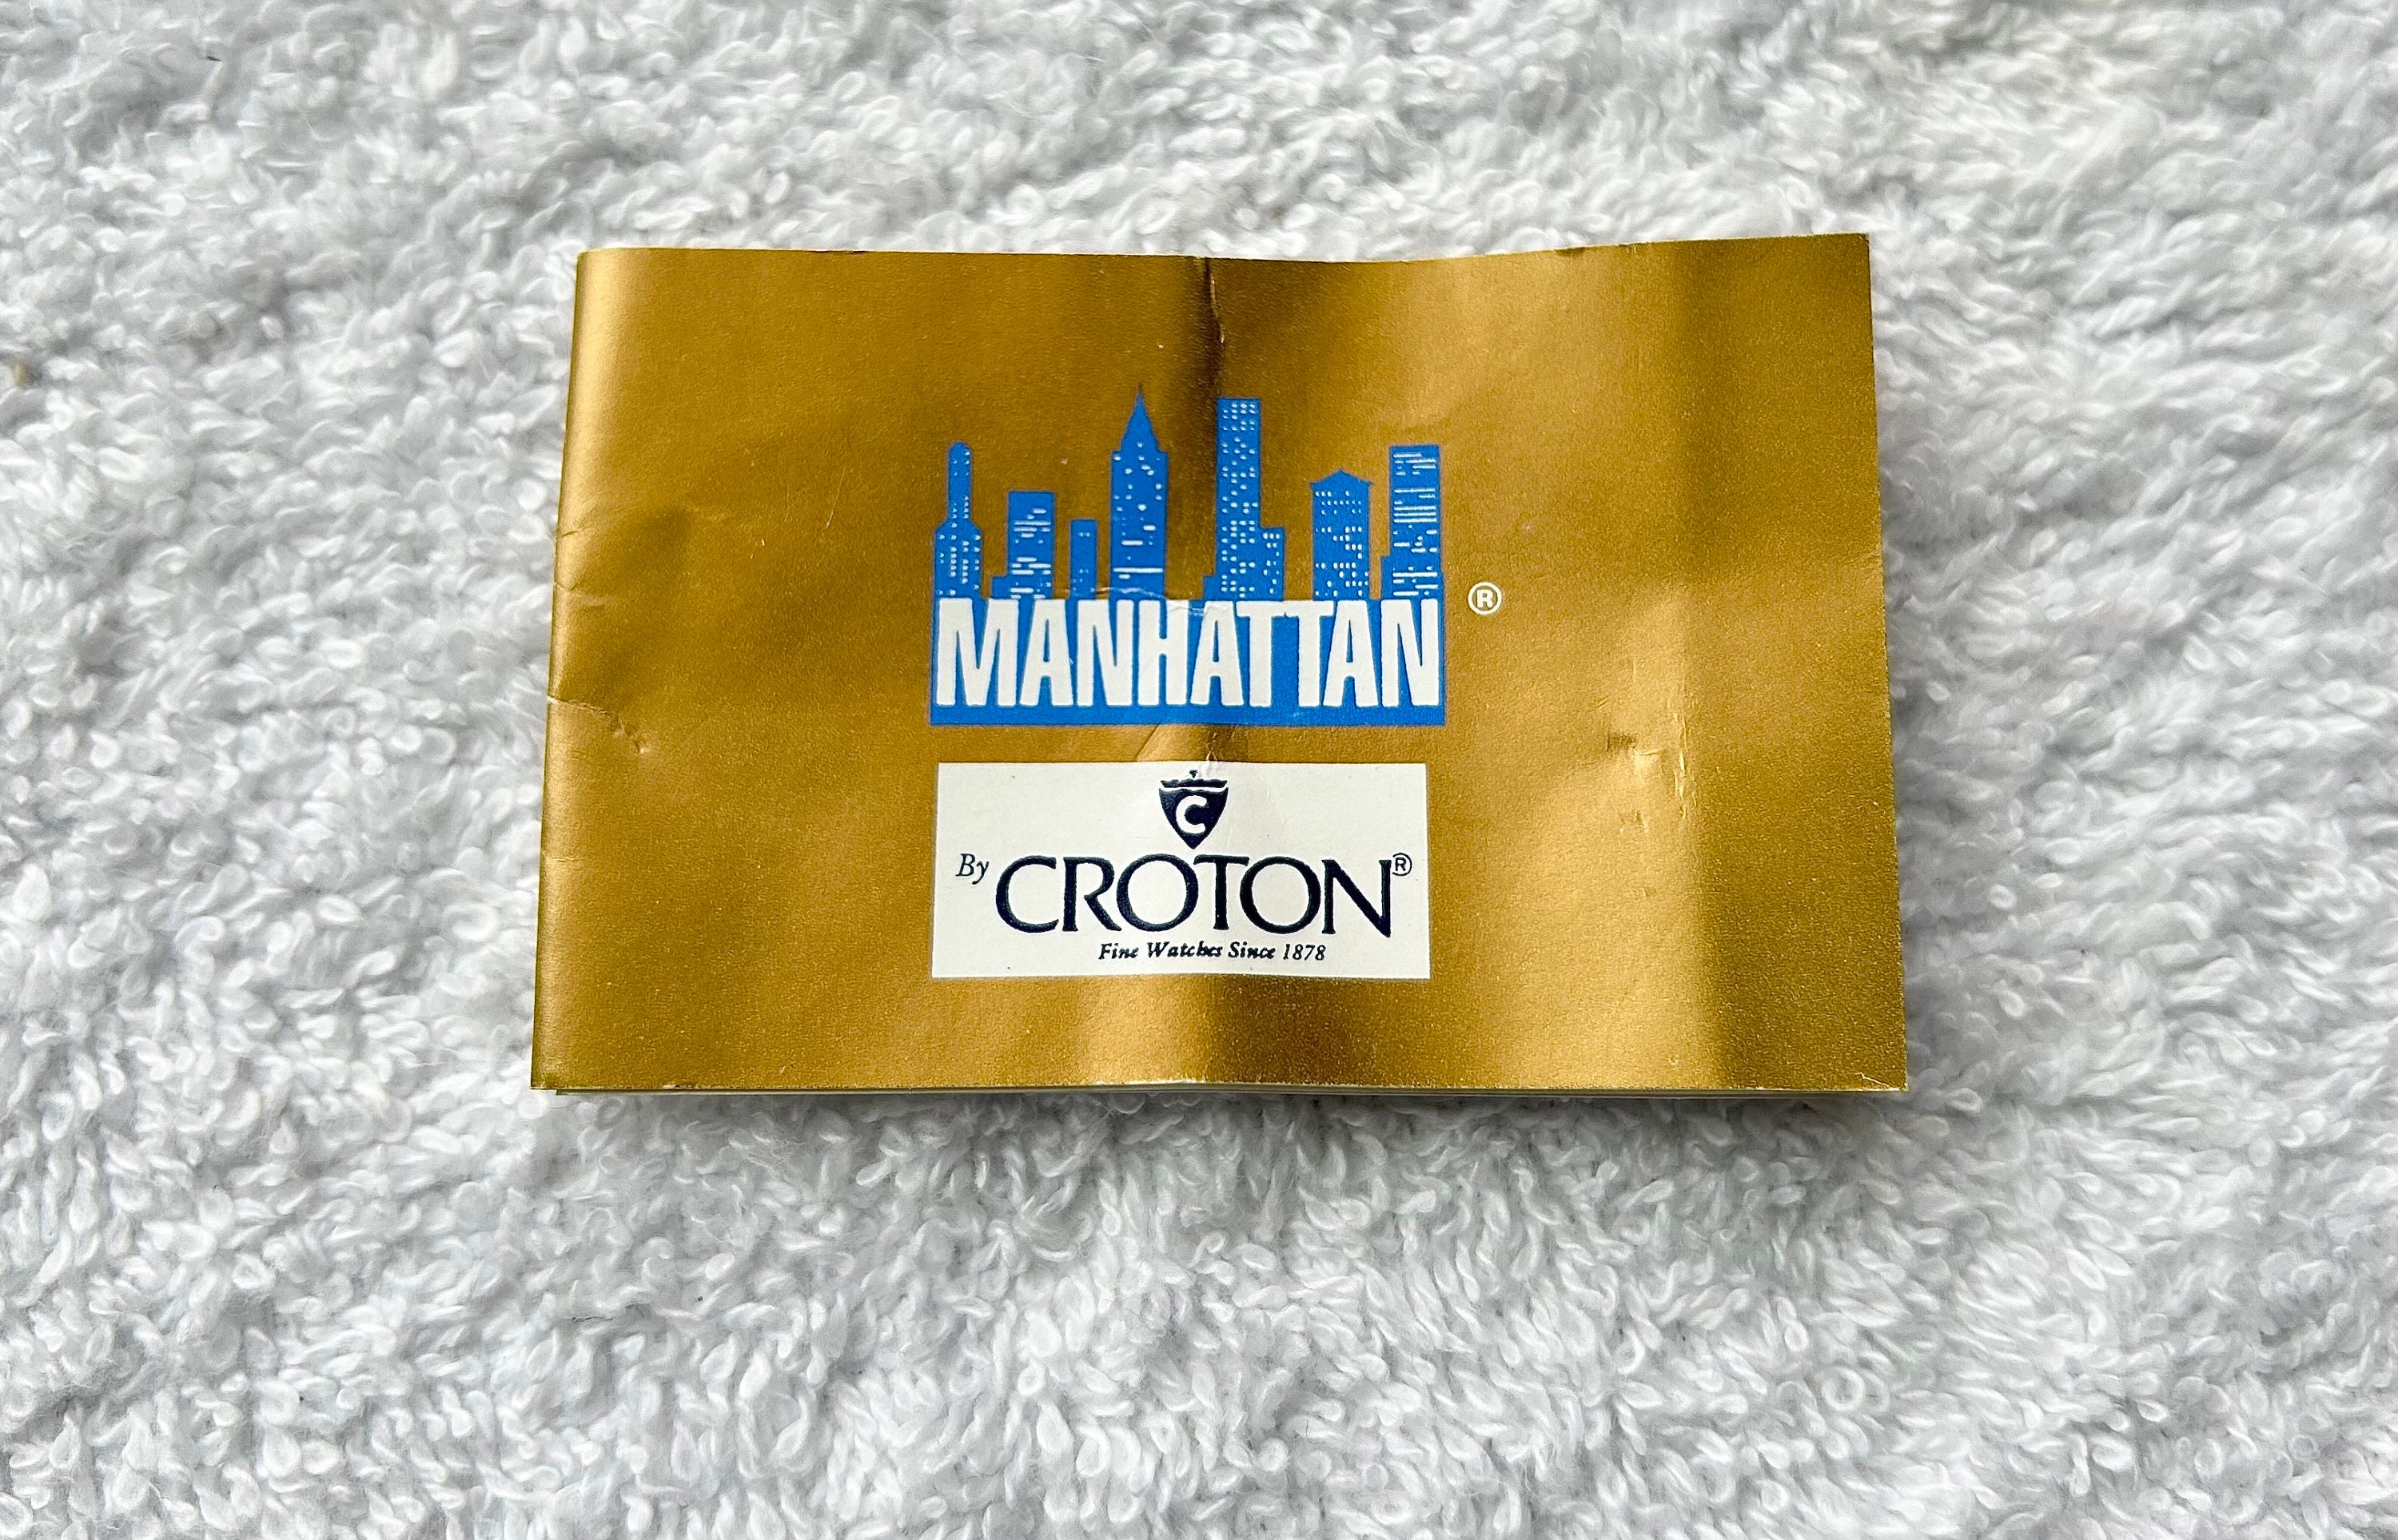 MANHATTAN ®
C
By CROTON®
Fine Watches Since 1878